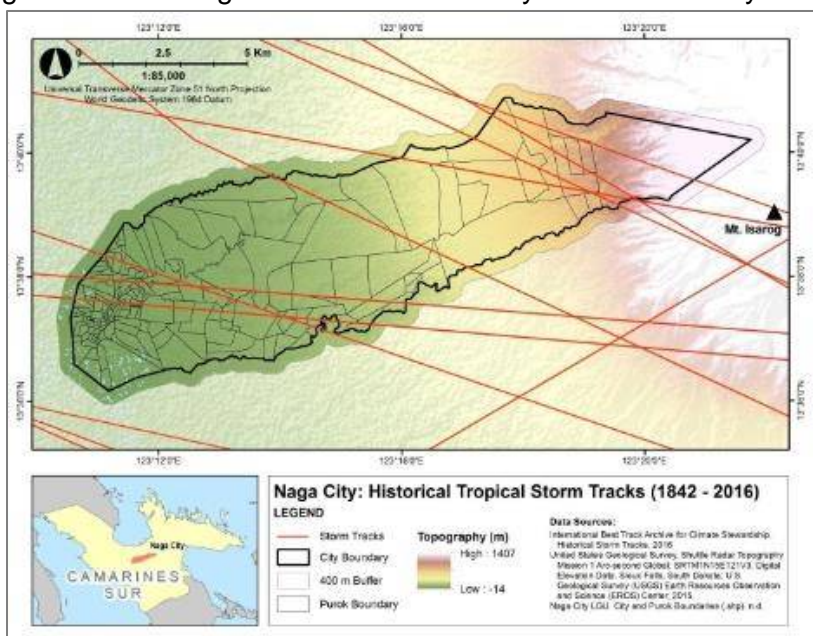 123°12'0"E 123°16'0"E 123°20'0"E
0 2.5 5 Km
1:85,000
Universal Transverse Mercator Zone 51 North Projection
World Geodetic System 1984 Datum
Mt. Isarog
123°12'0"E 123°16'0"E 123°20'0"E
Naga City
CAMARINES
SUR
Naga City: Historical Tropical Storm Tracks (1842 - 2016)
LEGEND
Storm Tracks
City Boundary
400 m Buffer
Purok Boundary
Topography (m)
High : 1407
Low : -14
Data Sources:
International Best Track Archive for Climate Stewardship
Historical Storm Tracks, 2016
United States Geological Survey, Shuttle Radar Topography
Mission 1 Arc-second Global: Digital
Elevation Data. Sioux Falls, South Dakota: U.S.
Geological Survey (USGS) Earth Resources Observation
and Science (EROS) Center, 2015
Naga City LGU. City and Purok Boundaries (.shp). n.d.